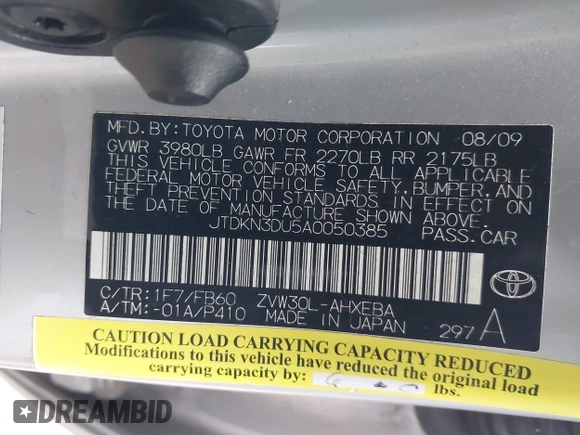 MFD. BY: TOYOTA MOTOR CORPORATION 08/09
GVWR 3980LB GAWR FR 2270LB RR 2175LB
THIS VEHICLE CONFORMS TO ALL APPLICABLE
FEDERAL MOTOR VEHICLE SAFETY, BUMPER, AND
THEFT PREVENTION STANDARDS IN EFFECT ON
THE DATE OF MANUFACTURE SHOWN ABOVE.
JTDKN3DU5A0050385 PASS. CAR
C/TR: 1F7/FB60 ZVW30L-AHXEBA
A/TM: -01A/P410 MADE IN JAPAN 297 A
CAUTION LOAD CARRYING CAPACITY REDUCED
Modifications to this vehicle have reduced the original load
carrying capacity by: lbs.
DREAMBID